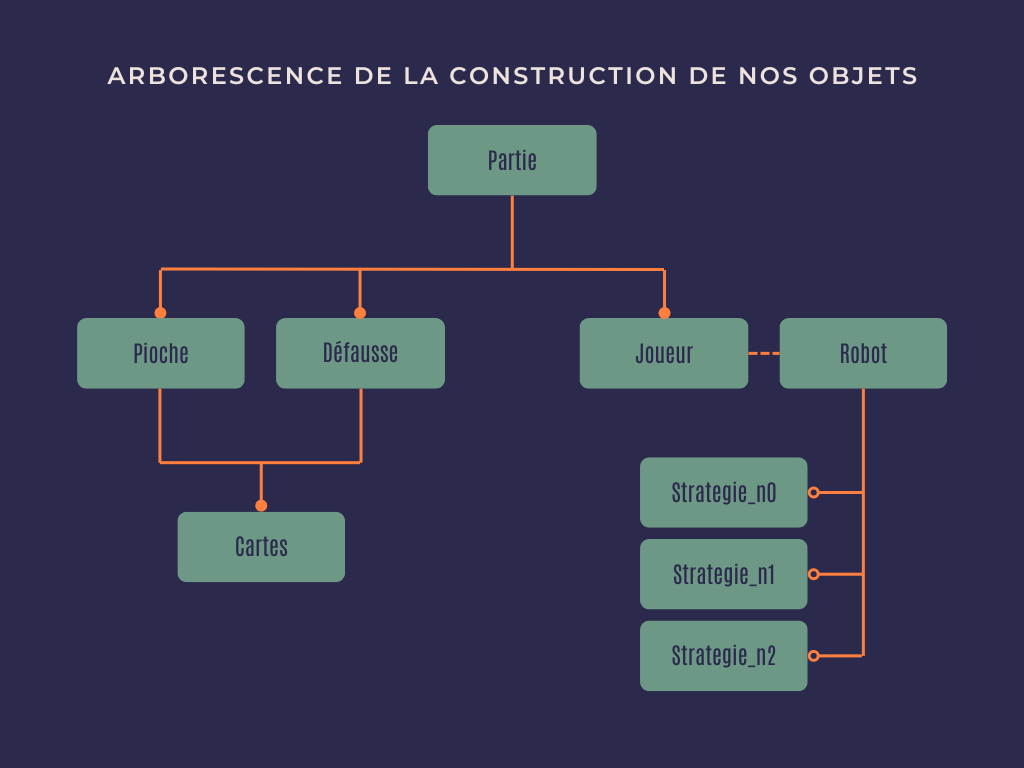 ARBORESCENCE DE LA CONSTRUCTION DE NOS OBJETS
Partie
Pioche
Défausse
Joueur
Robot
Strategie_n0
Cartes
Strategie_n1
Strategie_n2